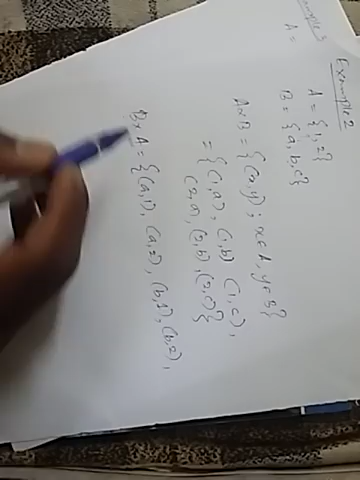 Example 2
A = {1, 2}
B = {a, b, c}
A×B = {(x, y) ; x∈A, y∈B}
= {(1, a), (1, b) (1, c),
(2, a), (2, b), (2, c)}
B×A = {(a, 1), (a, 2), (b, 1), (b, 2),
A =